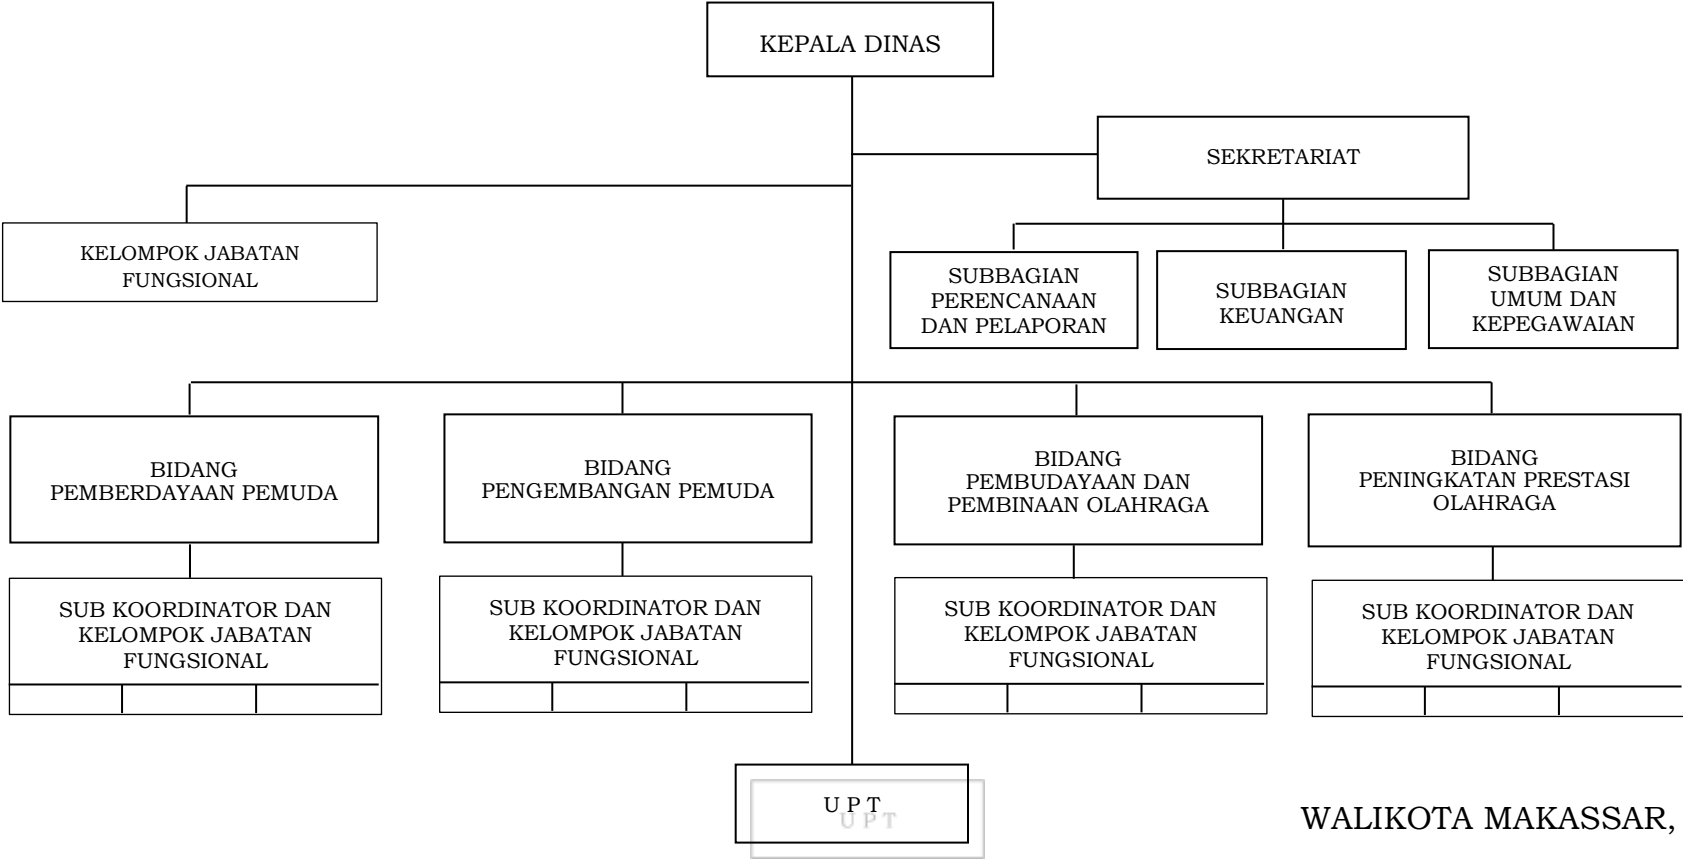 KEPALA DINAS
SEKRETARIAT
KELOMPOK JABATAN
FUNGSIONAL
SUBBAGIAN
PERENCANAAN
DAN PELAPORAN
SUBBAGIAN
KEUANGAN
SUBBAGIAN
UMUM DAN
KEPEGAWAIAN
BIDANG
PEMBERDAYAAN PEMUDA
BIDANG
PENGEMBANGAN PEMUDA
BIDANG
PEMBUDAYAAN DAN
PEMBINAAN OLAHRAGA
BIDANG
PENINGKATAN PRESTASI
OLAHRAGA
SUB KOORDINATOR DAN
KELOMPOK JABATAN
FUNGSIONAL
SUB KOORDINATOR DAN
KELOMPOK JABATAN
FUNGSIONAL
SUB KOORDINATOR DAN
KELOMPOK JABATAN
FUNGSIONAL
SUB KOORDINATOR DAN
KELOMPOK JABATAN
FUNGSIONAL
U P T
U P T
WALIKOTA MAKASSAR,